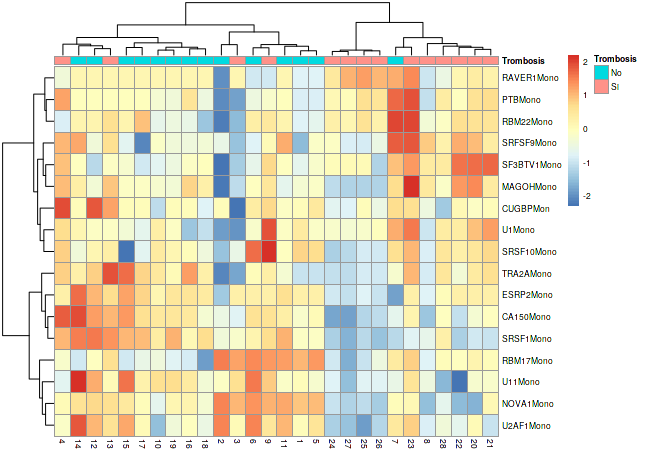 Trombosis
RAVER1Mono
PTBMono
RBM22Mono
SRFSF9Mono
SF3BTV1Mono
MAGOHMono
CUGBPMon
U1Mono
SRSF10Mono
TRA2AMono
ESRP2Mono
CA150Mono
SRSF1Mono
RBM17Mono
U11Mono
NOVA1Mono
U2AF1Mono
4 14 12 13 15 17 10 19 16 18 2 3 6 9 11 1 5 24 27 25 26 7 23 8 28 22 20 21
2
1
0
-1
-2
Trombosis
No
SI